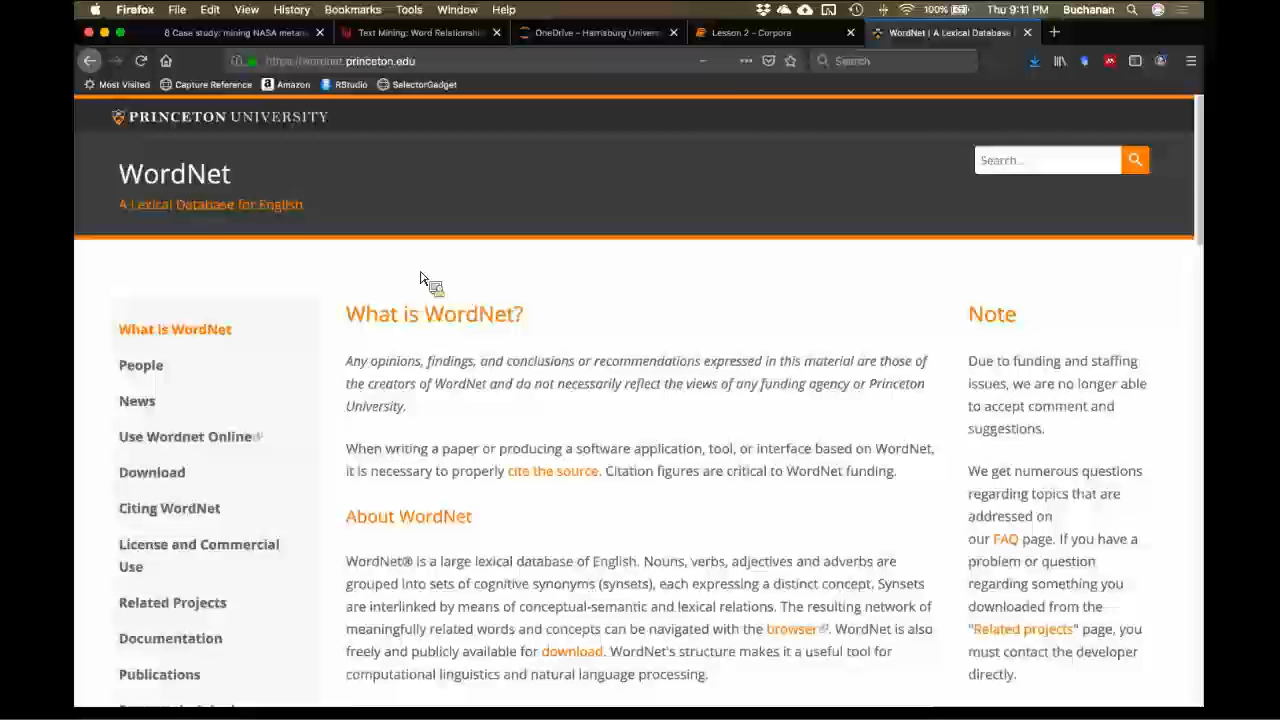 Firefox File Edit View History Bookmarks Tools Window Help 100% Thu 9:11 PM Buchanan
8 Case study: mining NASA metad Text Mining: Word Relationship OneDrive – Harrisburg Univers Lesson 2 - Corpora WordNet | A Lexical Database
https://wordnet.princeton.edu Search
Most Visited Capture Reference Amazon RStudio SelectorGadget
PRINCETON UNIVERSITY
WordNet
A Lexical Database for English
Search...
What is WordNet
People
News
Use Wordnet Online
Download
Citing WordNet
License and Commercial
Use
Related Projects
Documentation
Publications
What is WordNet?
Any opinions, findings, and conclusions or recommendations expressed in this material are those of
the creators of WordNet and do not necessarily reflect the views of any funding agency or Princeton
University.
When writing a paper or producing a software application, tool, or interface based on WordNet,
it is necessary to properly cite the source. Citation figures are critical to WordNet funding.
About WordNet
WordNet® is a large lexical database of English. Nouns, verbs, adjectives and adverbs are
grouped into sets of cognitive synonyms (synsets), each expressing a distinct concept. Synsets
are interlinked by means of conceptual-semantic and lexical relations. The resulting network of
meaningfully related words and concepts can be navigated with the browser. WordNet is also
freely and publicly available for download. WordNet's structure makes it a useful tool for
computational linguistics and natural language processing.
Note
Due to funding and staffing
issues, we are no longer able
to accept comment and
suggestions.
We get numerous questions
regarding topics that are
addressed on
our FAQ page. If you have a
problem or question
regarding something you
downloaded from the
"Related projects" page, you
must contact the developer
directly.